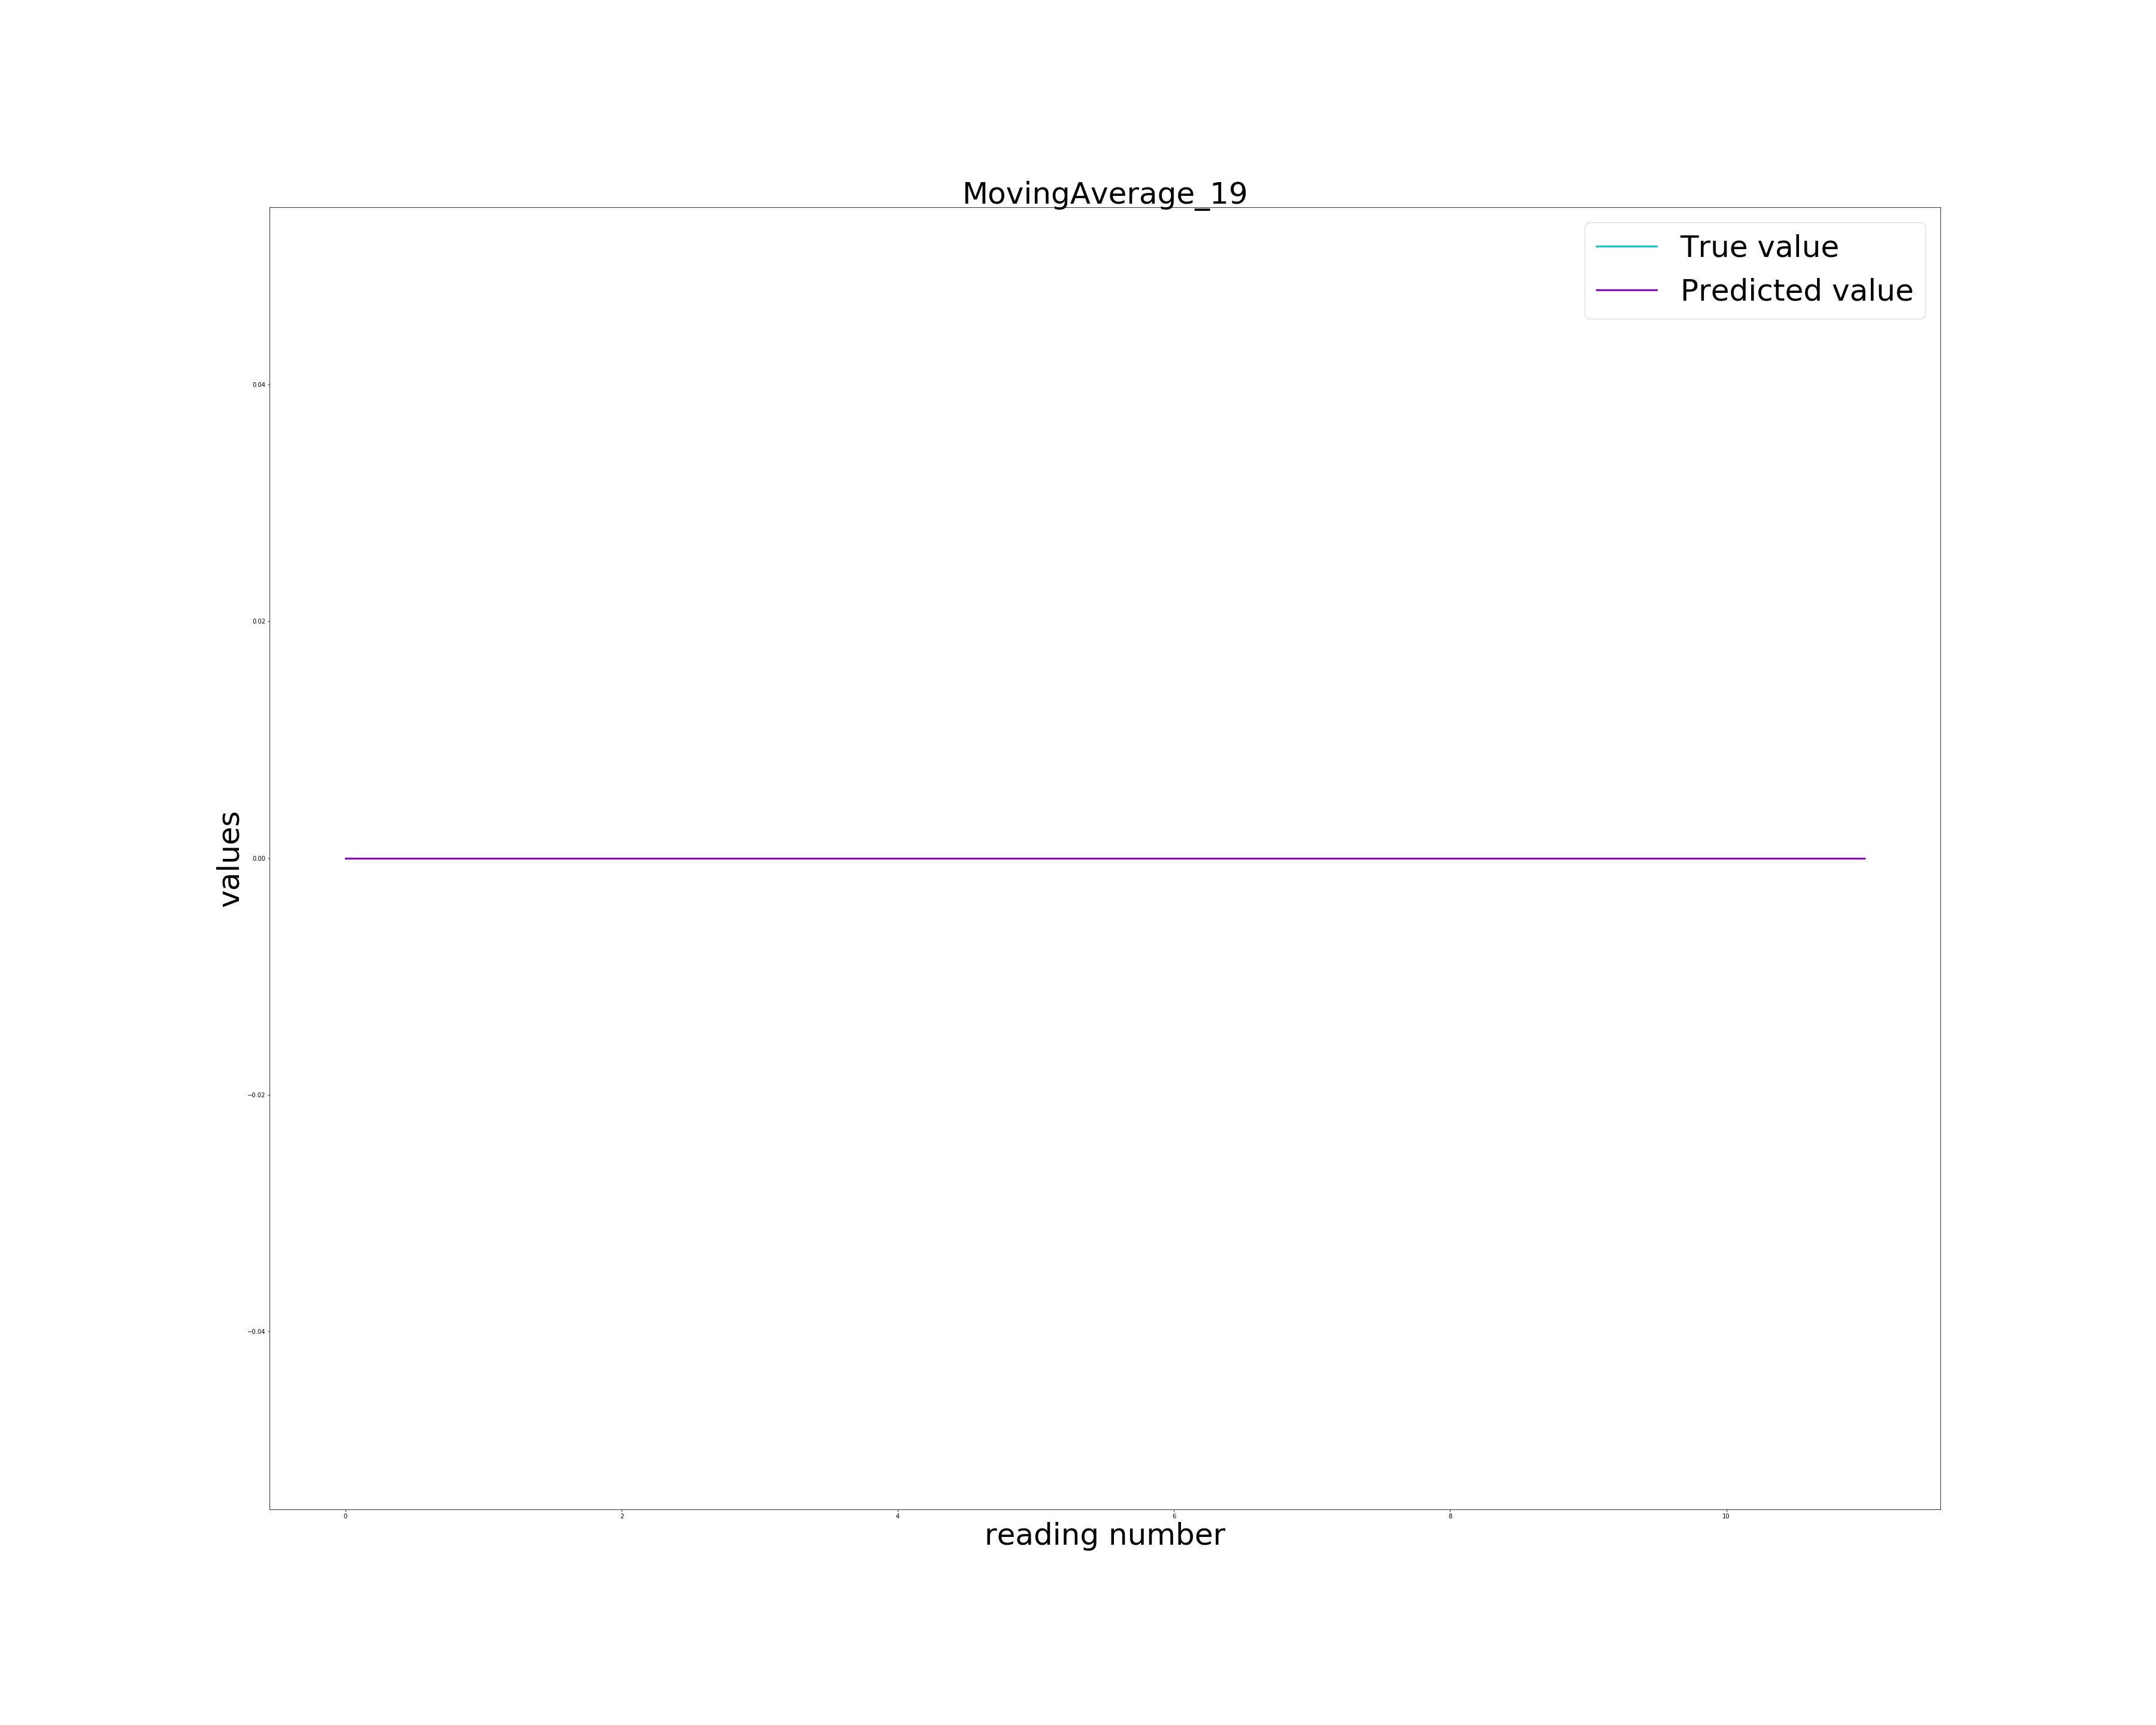 MovingAverage_19
True value
Predicted value
0.04
0.02
0.00
−0.02
−0.04
values
0 2 4 6 8 10
reading number